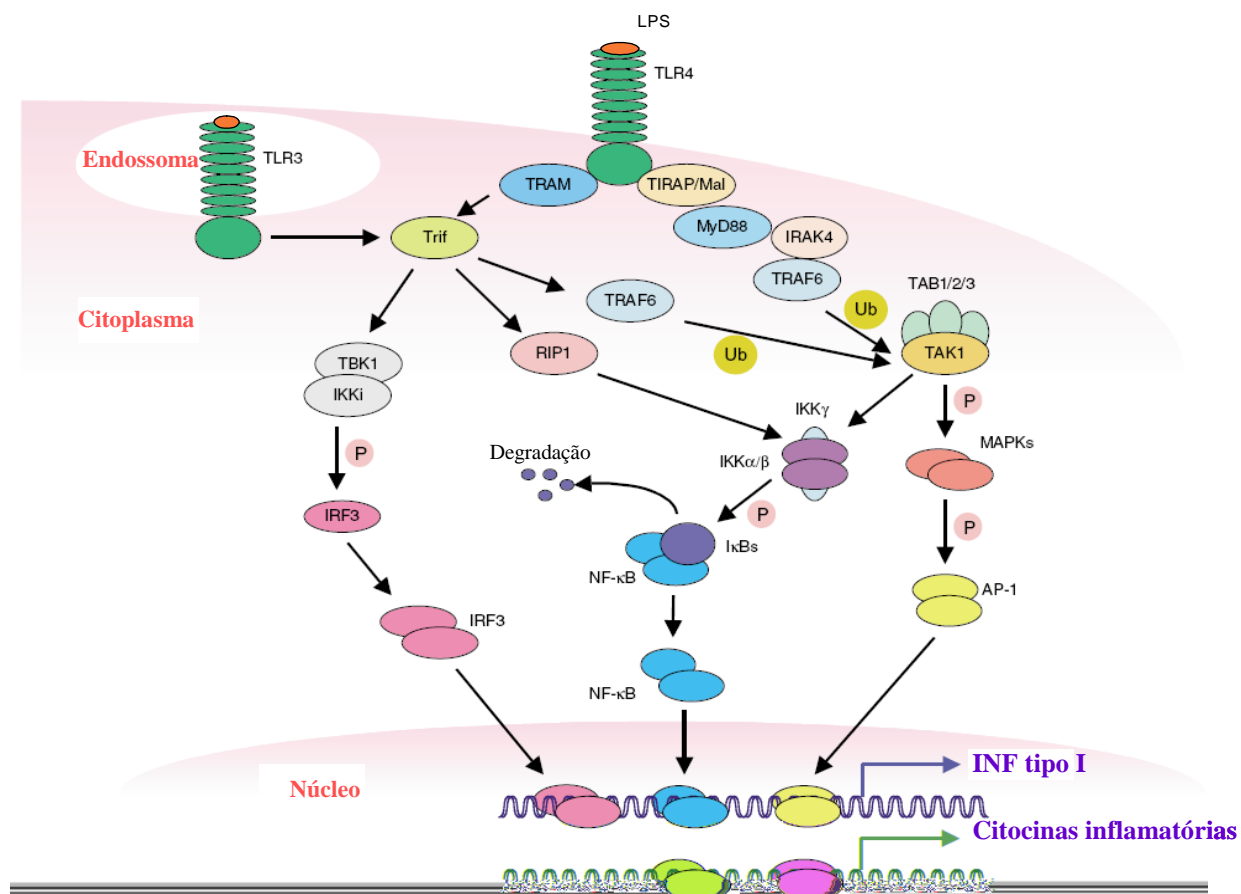 LPS
TLR4
Endossoma
TLR3
TRAM
TIRAP/Mal
MyD88
IRAK4
Trif
TRAF6
TAB1/2/3
Citoplasma
TRAF6
Ub
Ub
TBK1
RIP1
TAK1
IKKi
IKKγ
P
MAPKs
P
Degradação
IKKα/β
IRF3
P
P
IκBs
NF-κB
AP-1
IRF3
NF-κB
INF tipo I
Núcleo
Citocinas inflamatórias